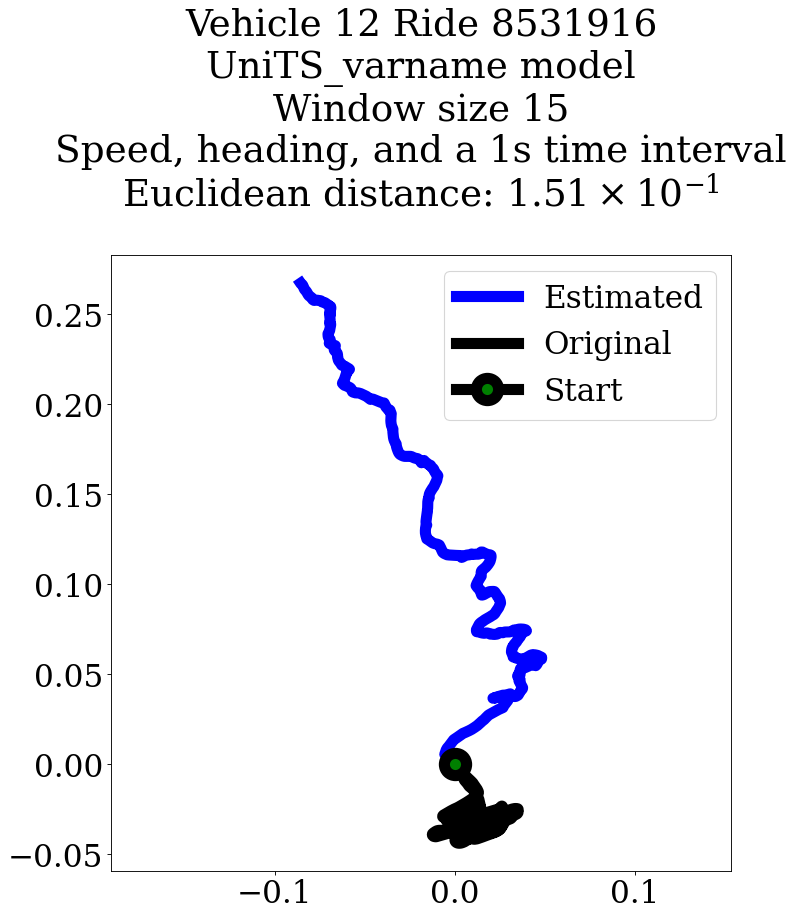 Vehicle 12 Ride 8531916
UniTS_varname model
Window size 15
Speed, heading, and a 1s time interval
Euclidean distance: 1.51 × 10⁻¹
Estimated
Original
Start
0.25
0.20
0.15
0.10
0.05
0.00
−0.05
−0.1
0.0
0.1